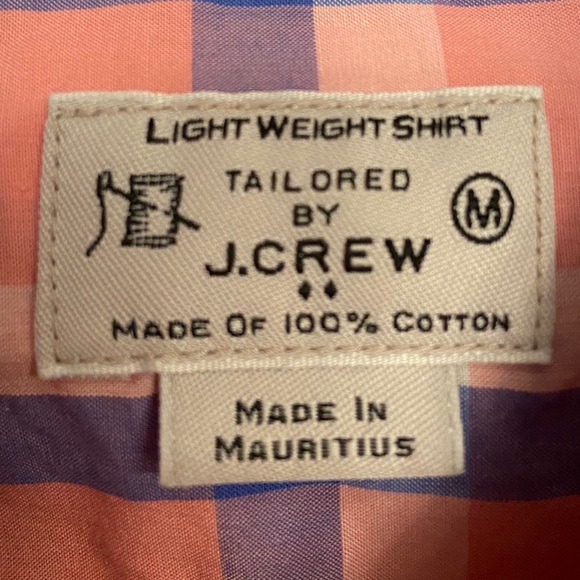 LIGHT WEIGHT SHIRT
TAILORED
BY
M
J.CREW
MADE OF 100% COTTON
MADE IN
MAURITIUS